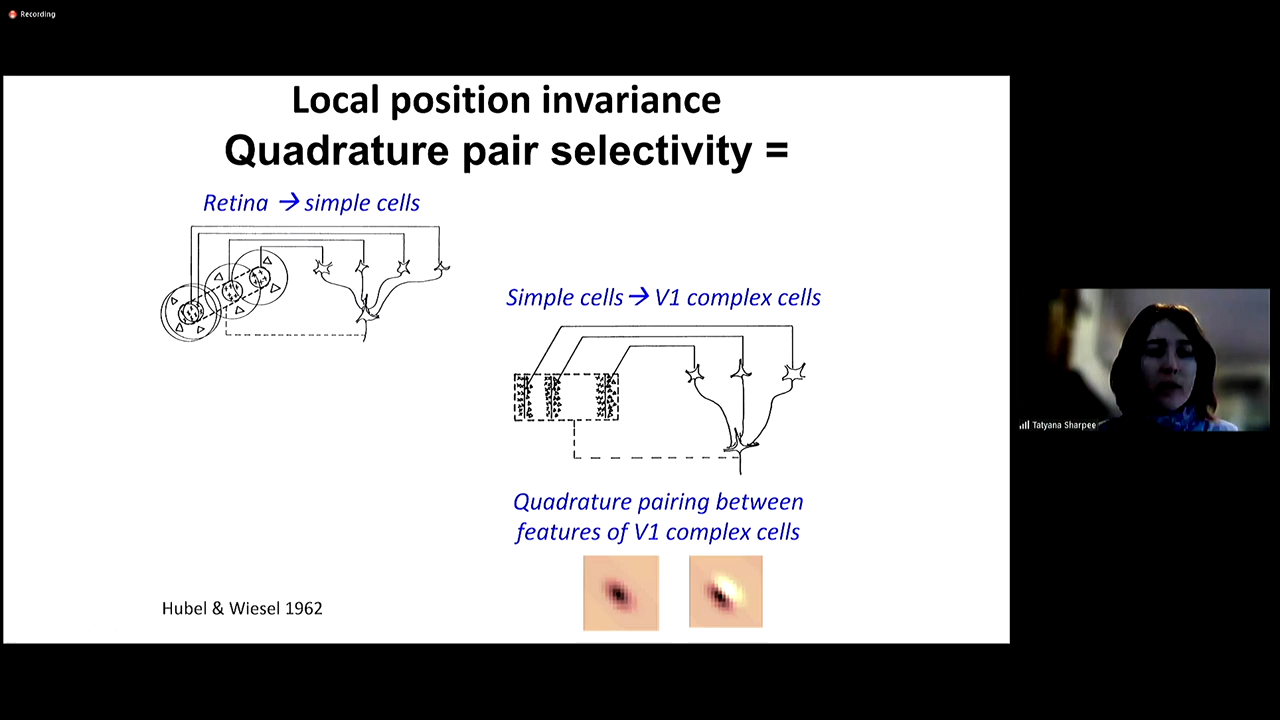 Recording
Local position invariance
Quadrature pair selectivity =
Retina → simple cells
Simple cells → V1 complex cells
Tatyana Sharpee
Quadrature pairing between
features of V1 complex cells
Hubel & Wiesel 1962